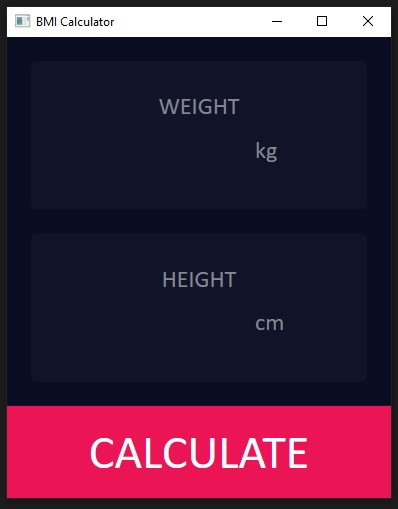 BMI Calculator
WEIGHT
kg
HEIGHT
cm
CALCULATE